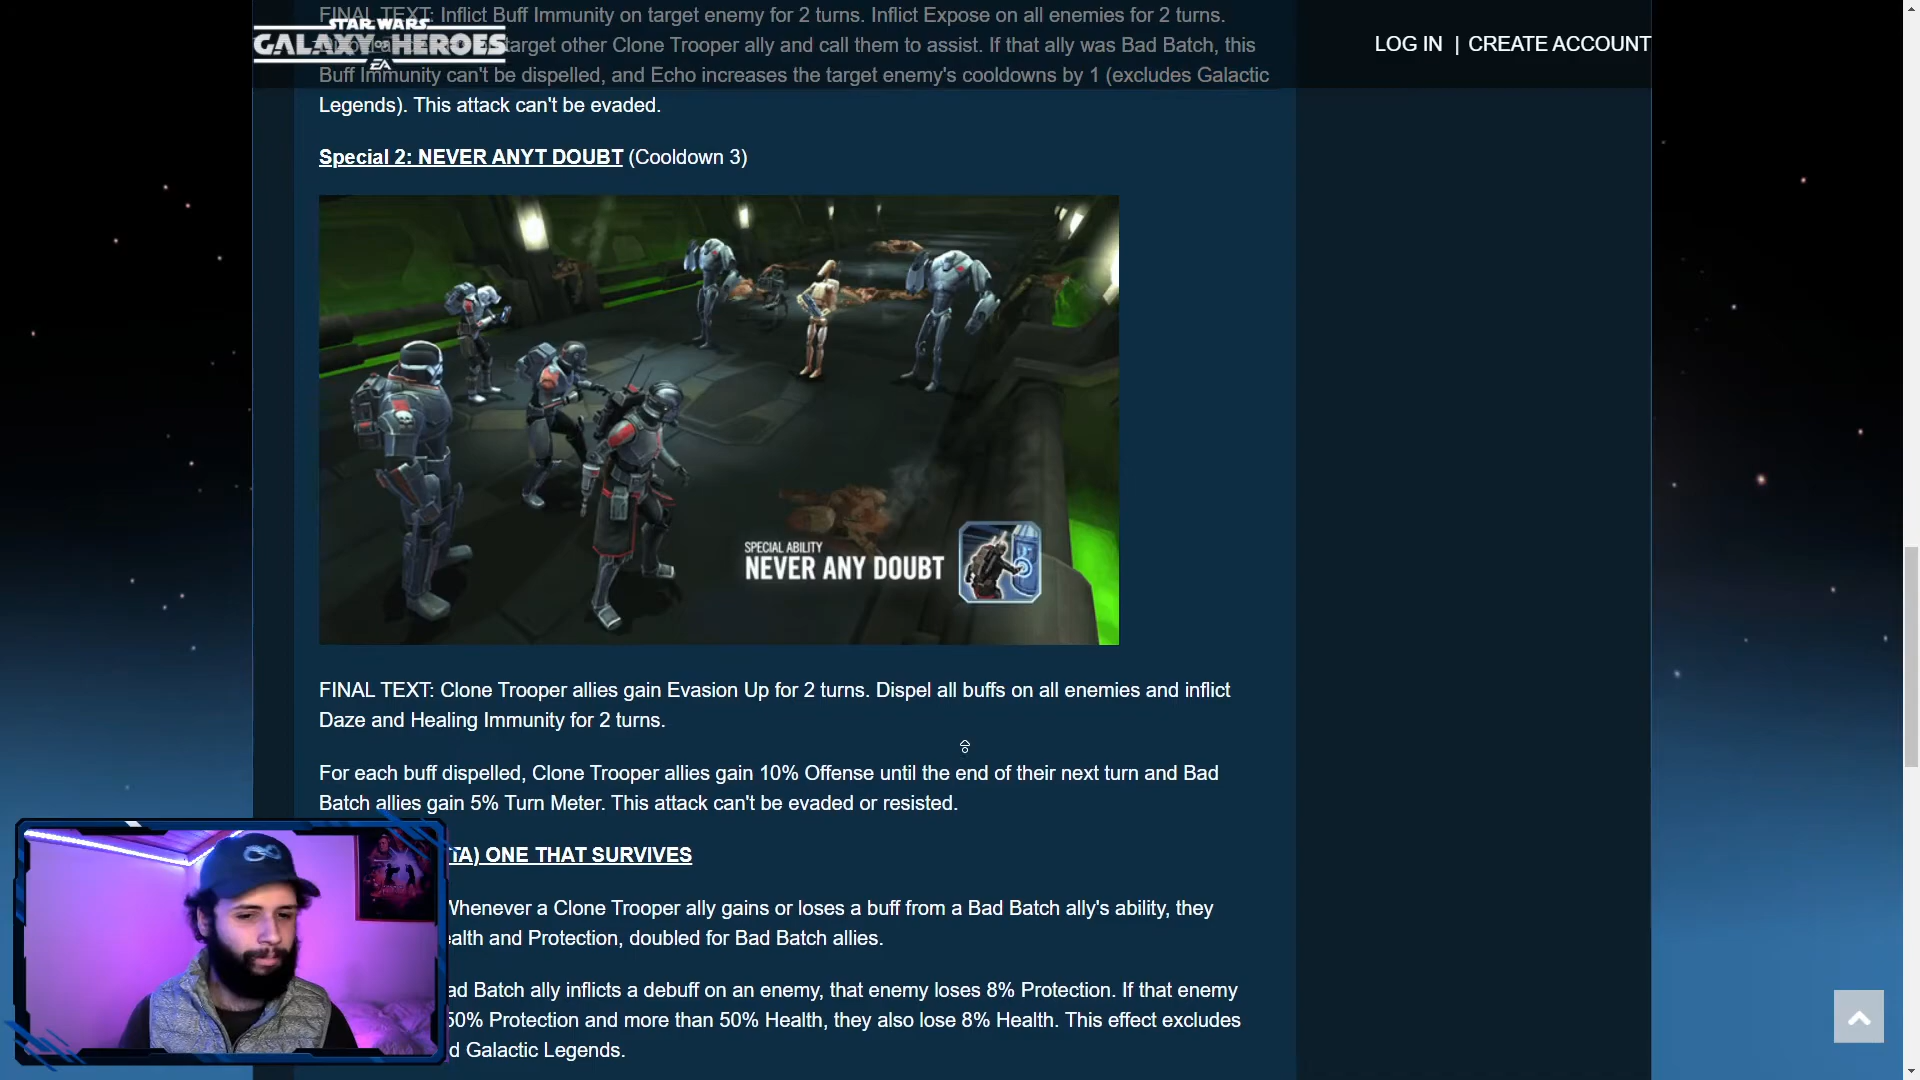 FINAL TEXT: Inflict Buff Immunity on target enemy for 2 turns. Inflict Expose on all enemies for 2 turns.
STAR WARS
GALAXY OF HEROES
EA
LOG IN | CREATE ACCOUNT
target other Clone Trooper ally and call them to assist. If that ally was Bad Batch, this
Buff Immunity can't be dispelled, and Echo increases the target enemy's cooldowns by 1 (excludes Galactic
Legends). This attack can't be evaded.
Special 2: NEVER ANYT DOUBT (Cooldown 3)
SPECIAL ABILITY
NEVER ANY DOUBT
FINAL TEXT: Clone Trooper allies gain Evasion Up for 2 turns. Dispel all buffs on all enemies and inflict
Daze and Healing Immunity for 2 turns.
For each buff dispelled, Clone Trooper allies gain 10% Offense until the end of their next turn and Bad
Batch allies gain 5% Turn Meter. This attack can't be evaded or resisted.
TA) ONE THAT SURVIVES
Whenever a Clone Trooper ally gains or loses a buff from a Bad Batch ally's ability, they
ealth and Protection, doubled for Bad Batch allies.
ad Batch ally inflicts a debuff on an enemy, that enemy loses 8% Protection. If that enemy
50% Protection and more than 50% Health, they also lose 8% Health. This effect excludes
d Galactic Legends.